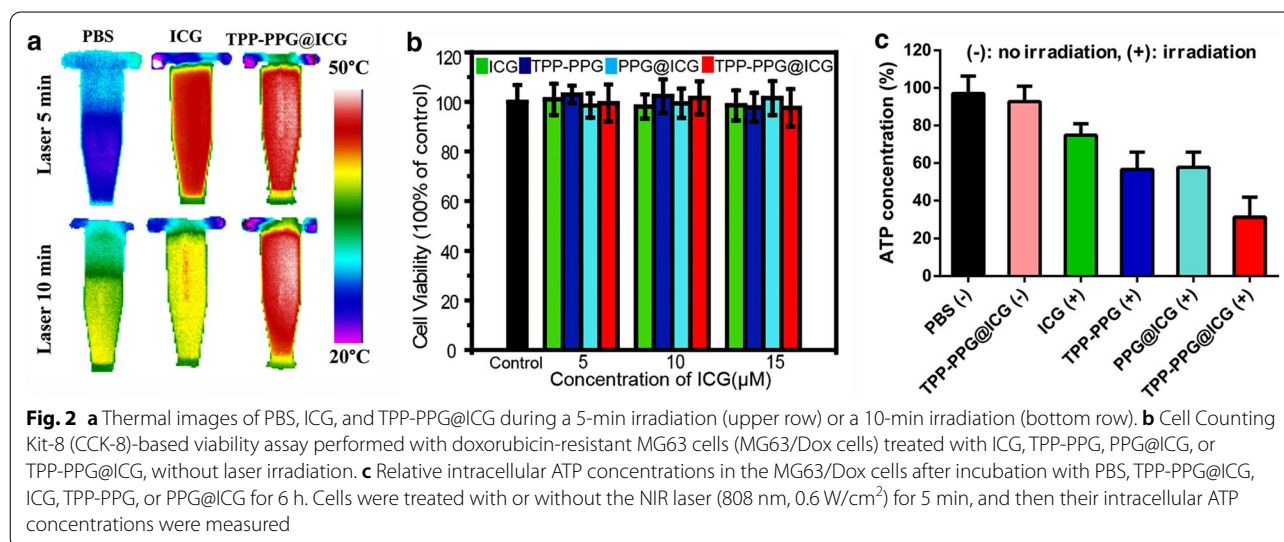 a
PBS ICG TPP-PPG@ICG
Laser 5 min
Laser 10 min
50°C
20°C
b
ICG TPP-PPG PPG@ICG TPP-PPG@ICG
Cell Viability (100% of control)
120
100
80
60
40
20
0
Control 5 10 15
Concentration of ICG(μM)
c
(-): no irradiation, (+): irradiation
ATP concentration (%)
120
100
80
60
40
20
0
PBS (-)
TPP-PPG@ICG (-)
ICG (+)
TPP-PPG (+)
PPG@ICG (+)
TPP-PPG@ICG (+)
Fig. 2 a Thermal images of PBS, ICG, and TPP-PPG@ICG during a 5-min irradiation (upper row) or a 10-min irradiation (bottom row). b Cell Counting
Kit-8 (CCK-8)-based viability assay performed with doxorubicin-resistant MG63 cells (MG63/Dox cells) treated with ICG, TPP-PPG, PPG@ICG, or
TPP-PPG@ICG, without laser irradiation. c Relative intracellular ATP concentrations in the MG63/Dox cells after incubation with PBS, TPP-PPG@ICG,
ICG, TPP-PPG, or PPG@ICG for 6 h. Cells were treated with or without the NIR laser (808 nm, 0.6 W/cm²) for 5 min, and then their intracellular ATP
concentrations were measured